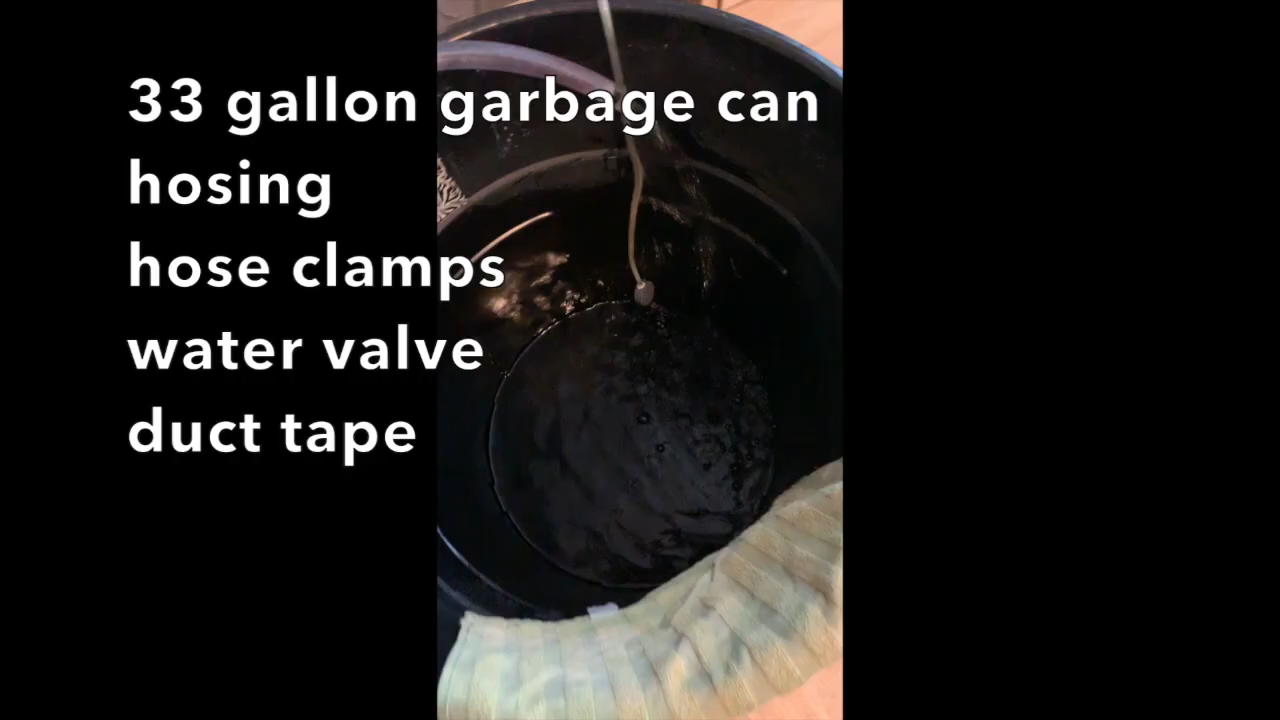 33 gallon garbage can
hosing
hose clamps
water valve
duct tape